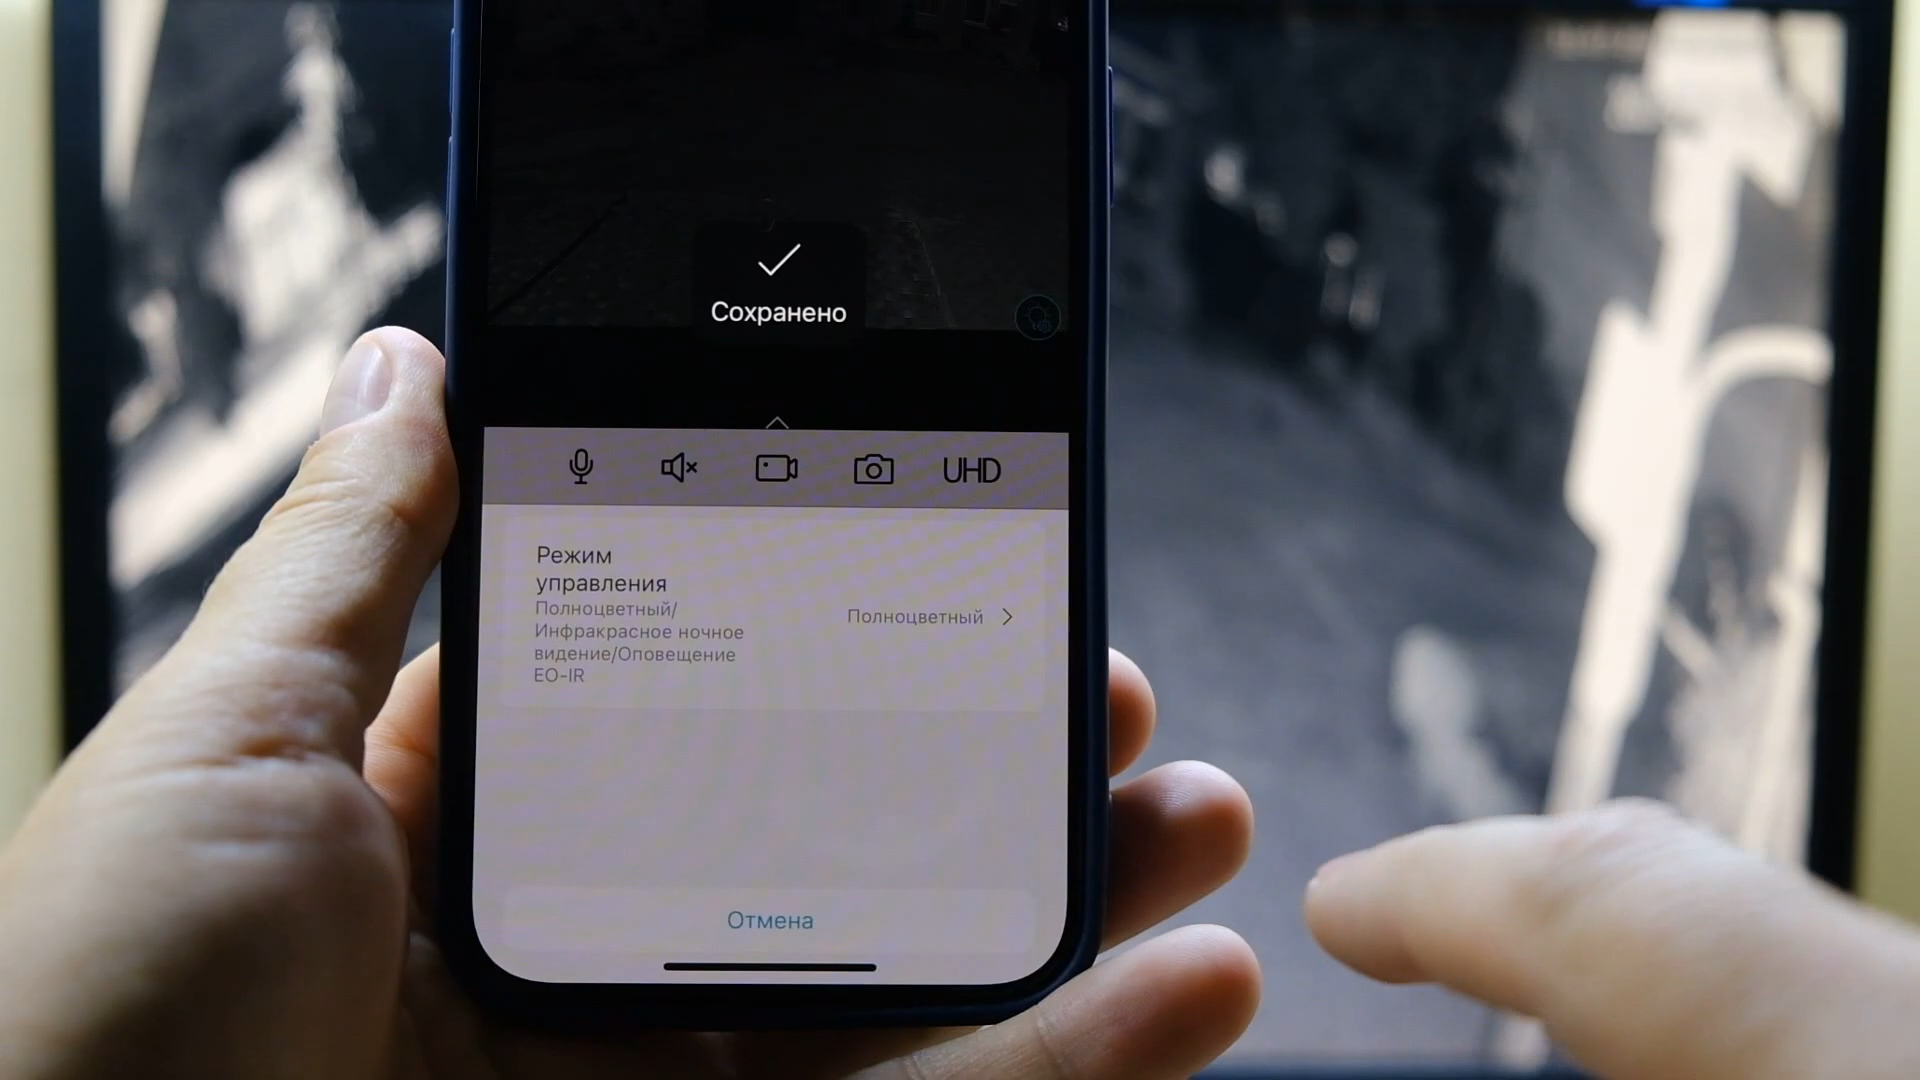 Сохранено
UHD
Режим
управления
Полноцветный/
Инфракрасное ночное
видение/Оповещение
EO-IR
Полноцветный
Отмена